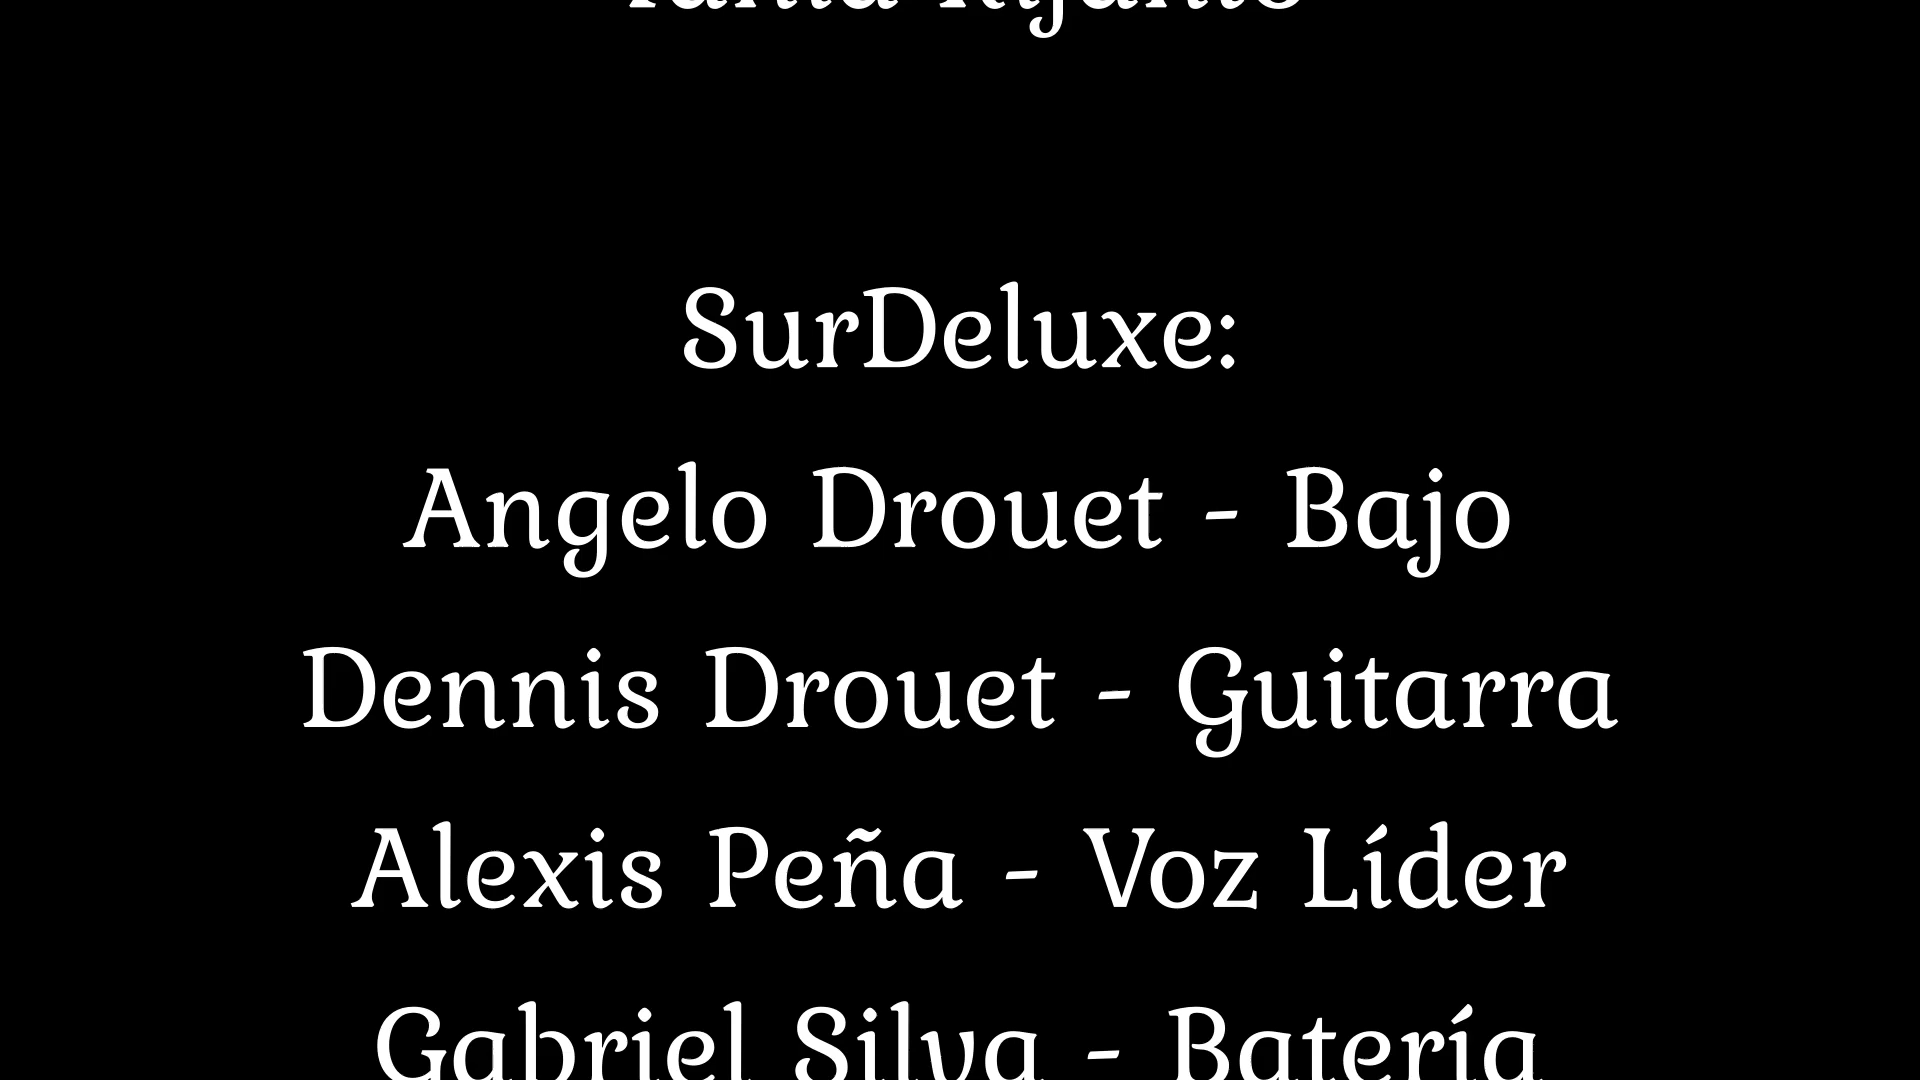 SurDeluxe:
Angelo Drouet - Bajo
Dennis Drouet - Guitarra
Alexis Peña - Voz Líder
Gabriel Silva - Batería